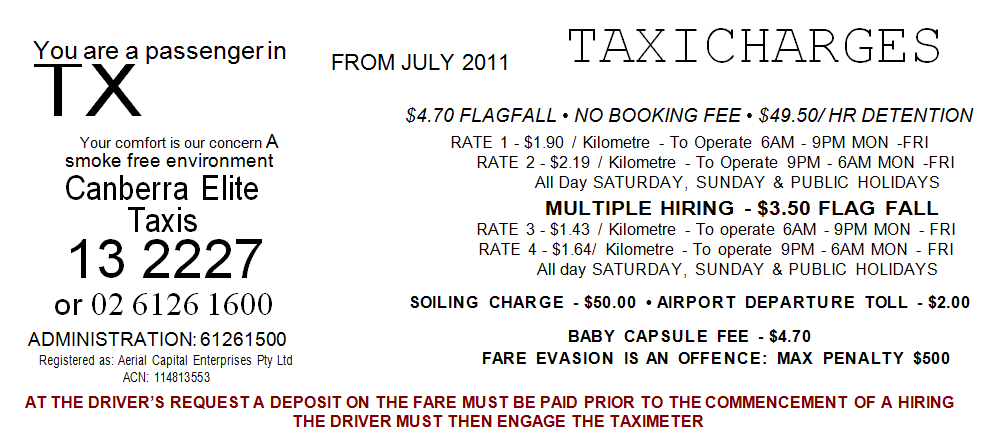 You are a passenger in
TX
Your comfort is our concern A
smoke free environment
Canberra Elite
Taxis
13 2227
or 02 6126 1600
ADMINISTRATION: 61261500
Registered as: Aerial Capital Enterprises Pty Ltd
ACN: 114813553
FROM JULY 2011
TAXICHARGES
$4.70 FLAGFALL • NO BOOKING FEE • $49.50/ HR DETENTION
RATE 1 - $1.90 / Kilometre - To Operate 6AM - 9PM MON -FRI
RATE 2 - $2.19 / Kilometre - To Operate 9PM - 6AM MON -FRI
All Day SATURDAY, SUNDAY & PUBLIC HOLIDAYS
MULTIPLE HIRING - $3.50 FLAG FALL
RATE 3 - $1.43 / Kilometre - To operate 6AM - 9PM MON - FRI
RATE 4 - $1.64/ Kilometre - To operate 9PM - 6AM MON - FRI
All day SATURDAY, SUNDAY & PUBLIC HOLIDAYS
SOILING CHARGE - $50.00 • AIRPORT DEPARTURE TOLL - $2.00
BABY CAPSULE FEE - $4.70
FARE EVASION IS AN OFFENCE: MAX PENALTY $500
AT THE DRIVER'S REQUEST A DEPOSIT ON THE FARE MUST BE PAID PRIOR TO THE COMMENCEMENT OF A HIRING
THE DRIVER MUST THEN ENGAGE THE TAXIMETER